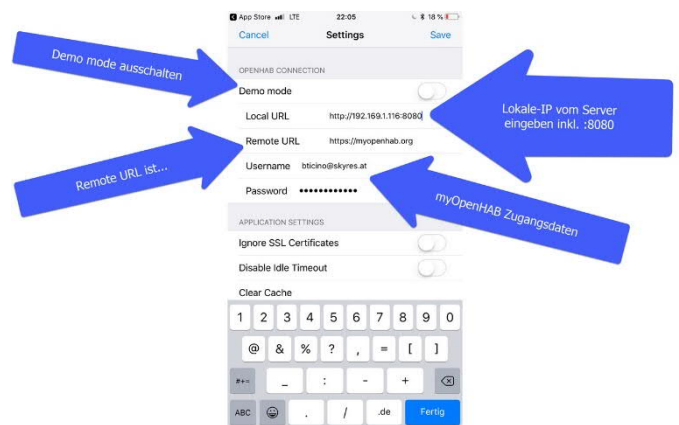 App Store LTE 22:05 18 %
Cancel Settings Save
OPENHAB CONNECTION
Demo mode
Local URL http://192.169.1.116:8080
Remote URL https://myopenhab.org
Username bticino@skyres.at
Password ••••••••••••
APPLICATION SETTINGS
Ignore SSL Certificates
Disable Idle Timeout
Clear Cache
1 2 3 4 5 6 7 8 9 0
@ & % ? , = [ ]
#+= _ : - +
ABC . / .de Fertig
Demo mode ausschalten
Remote URL ist...
Lokale-IP vom Server
eingeben inkl. :8080
myOpenHAB Zugangsdaten